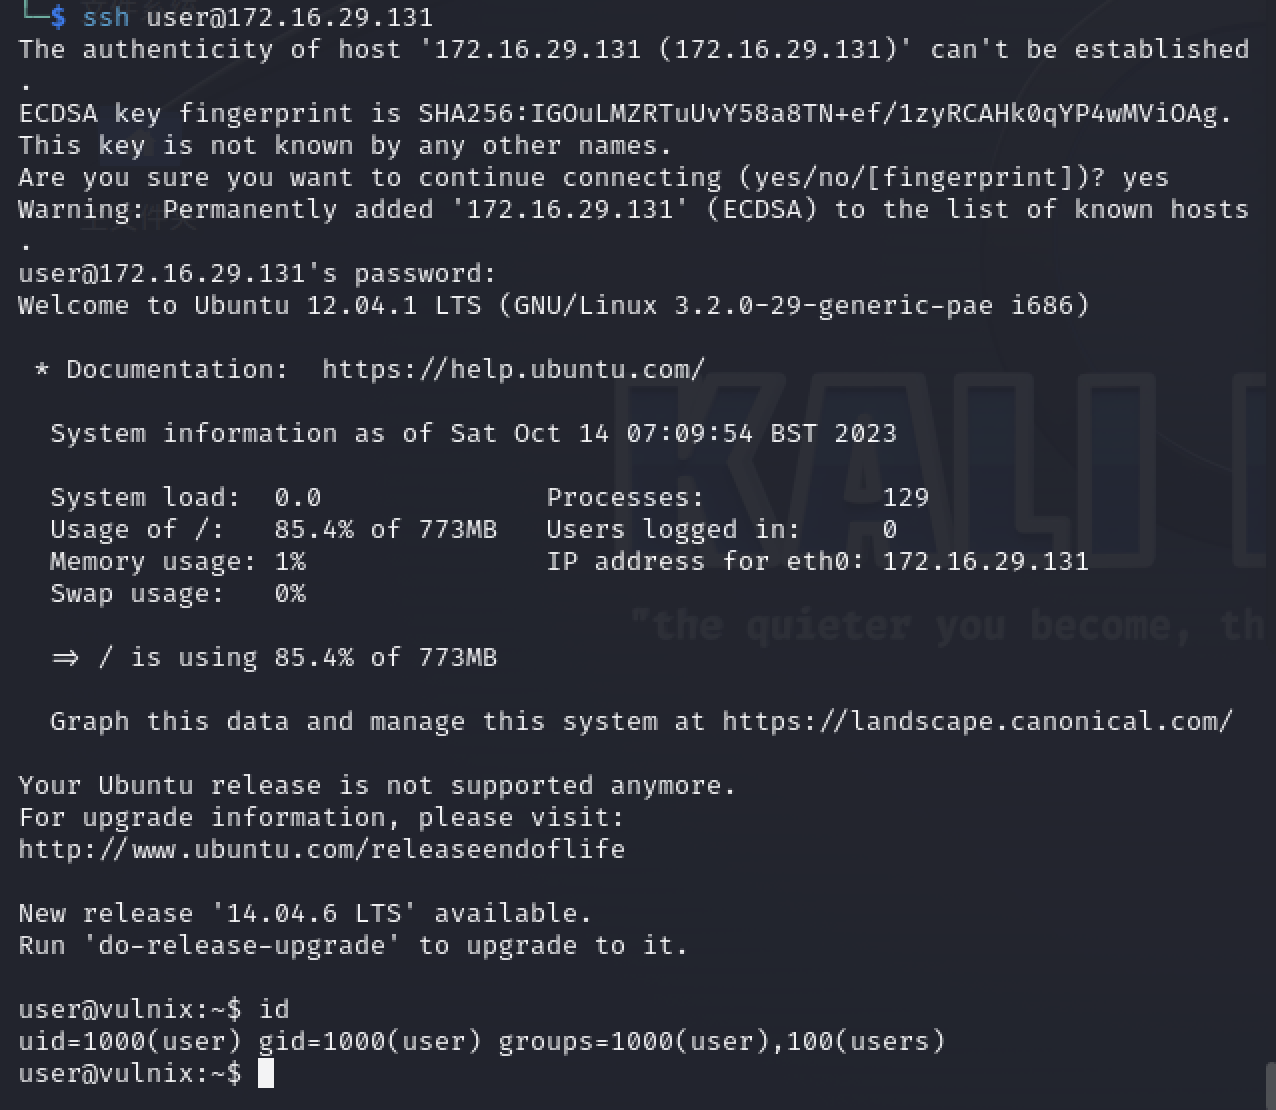 └─$ ssh user@172.16.29.131
The authenticity of host '172.16.29.131 (172.16.29.131)' can't be established
.
ECDSA key fingerprint is SHA256:IGOuLMZRTuUvY58a8TN+ef/1zyRCAHk0qYP4wMViOAg.
This key is not known by any other names.
Are you sure you want to continue connecting (yes/no/[fingerprint])? yes
Warning: Permanently added '172.16.29.131' (ECDSA) to the list of known hosts
.
user@172.16.29.131's password:
Welcome to Ubuntu 12.04.1 LTS (GNU/Linux 3.2.0-29-generic-pae i686)
* Documentation:  https://help.ubuntu.com/
System information as of Sat Oct 14 07:09:54 BST 2023
System load:  0.0               Processes:           129
Usage of /:   85.4% of 773MB   Users logged in:     0
Memory usage: 1%                IP address for eth0: 172.16.29.131
Swap usage:   0%
=> / is using 85.4% of 773MB
Graph this data and manage this system at https://landscape.canonical.com/
Your Ubuntu release is not supported anymore.
For upgrade information, please visit:
http://www.ubuntu.com/releaseendoflife
New release '14.04.6 LTS' available.
Run 'do-release-upgrade' to upgrade to it.
user@vulnix:~$ id
uid=1000(user) gid=1000(user) groups=1000(user),100(users)
user@vulnix:~$
KALI
"the quieter you become, th